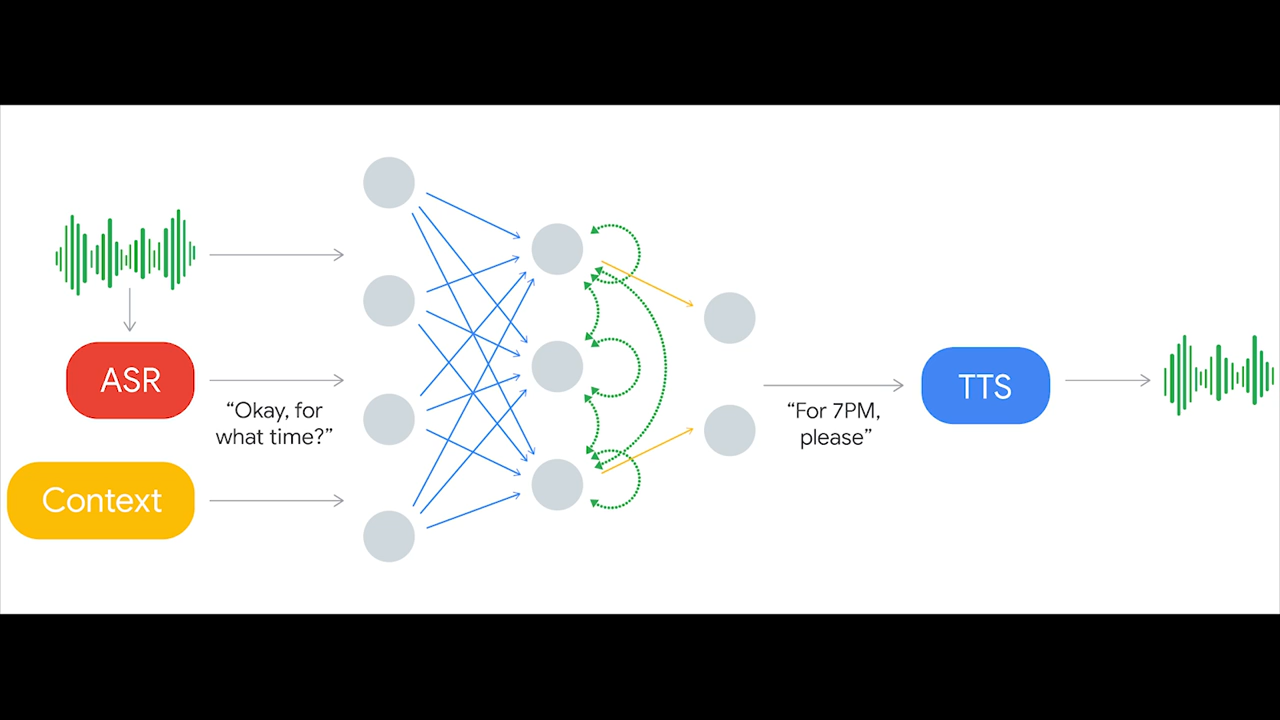 ASR
“Okay, for
what time?”
Context
“For 7PM,
please”
TTS